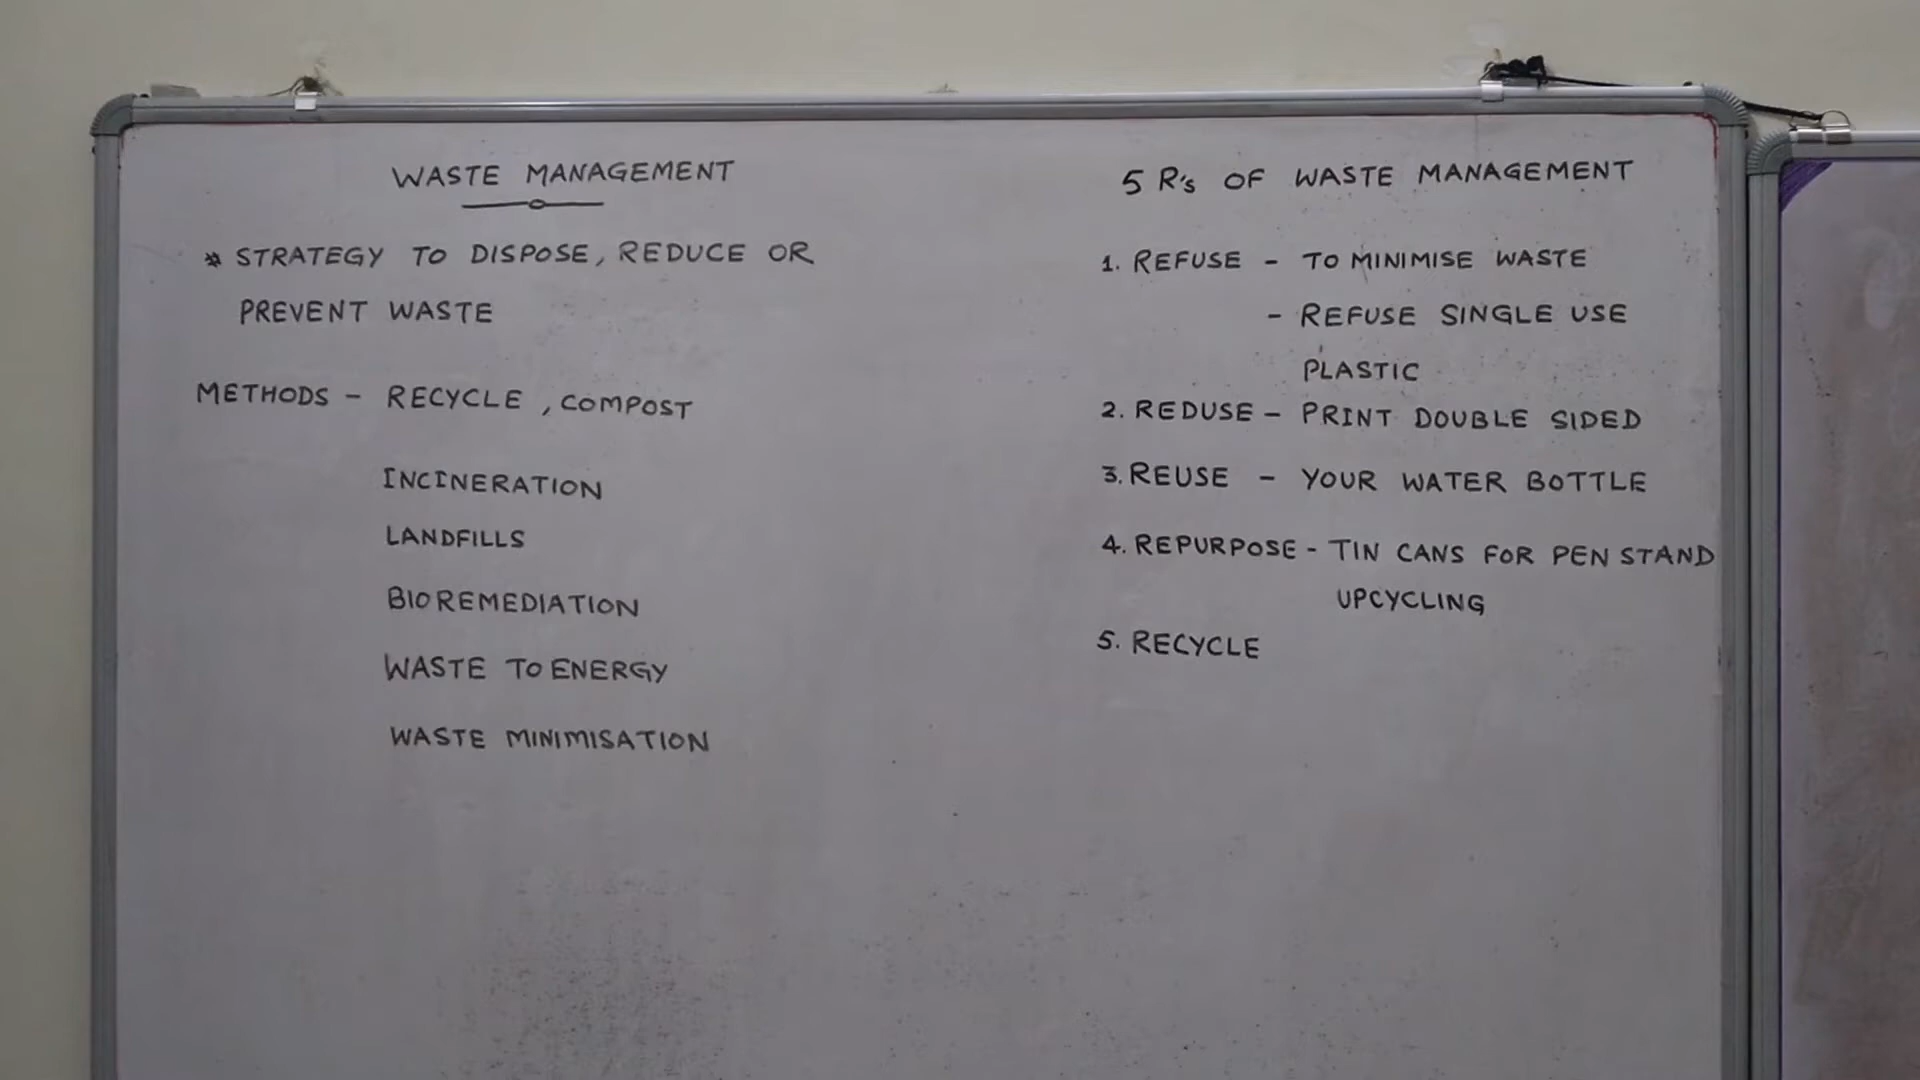 WASTE MANAGEMENT
* STRATEGY TO DISPOSE, REDUCE OR
PREVENT WASTE
METHODS - RECYCLE, COMPOST
INCINERATION
LANDFILLS
BIOREMEDIATION
WASTE TO ENERGY
WASTE MINIMISATION
5 R's OF WASTE MANAGEMENT
1. REFUSE - TO MINIMISE WASTE
- REFUSE SINGLE USE
PLASTIC
2. REDUSE - PRINT DOUBLE SIDED
3. REUSE - YOUR WATER BOTTLE
4. REPURPOSE - TIN CANS FOR PEN STAND
UPCYCLING
5. RECYCLE